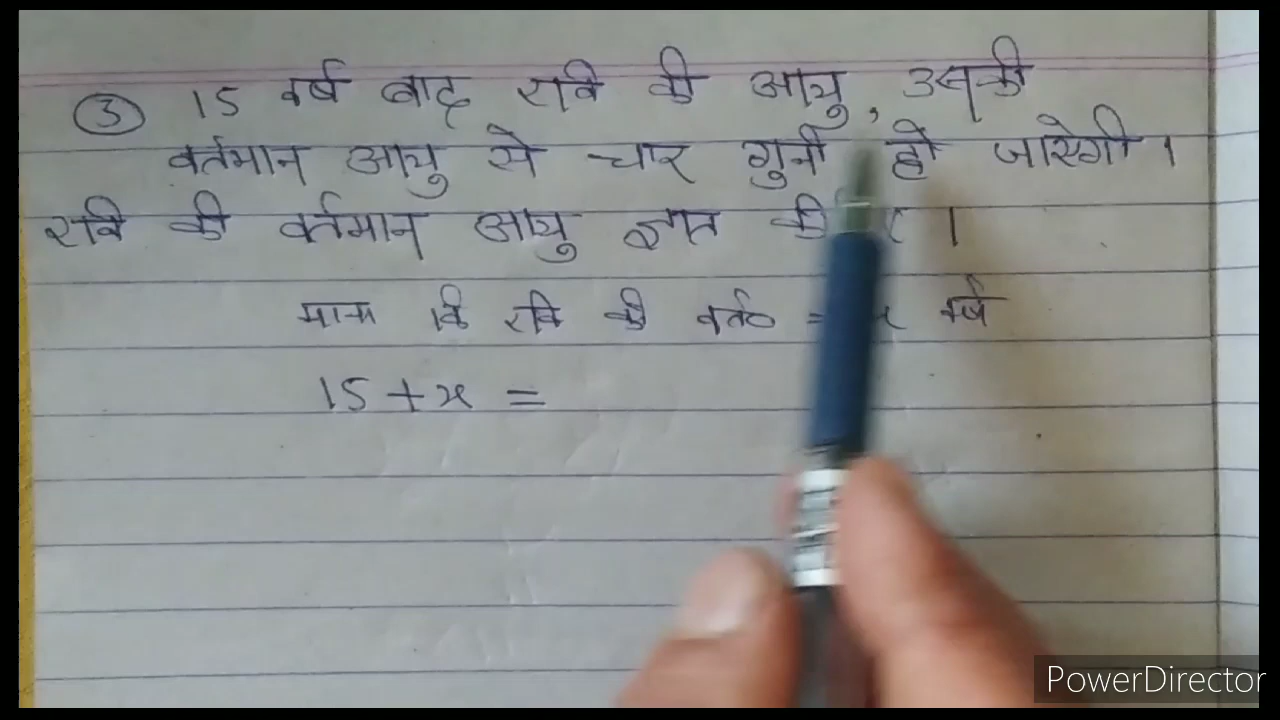 ③ 15 वर्ष बाद रवि की आयु, उसकी
वर्तमान आयु से चार गुनी हो जायेगी।
रवि की वर्तमान आयु ज्ञात
माना कि रवि की वर्त० = वर्ष
15 + x =
PowerDirector